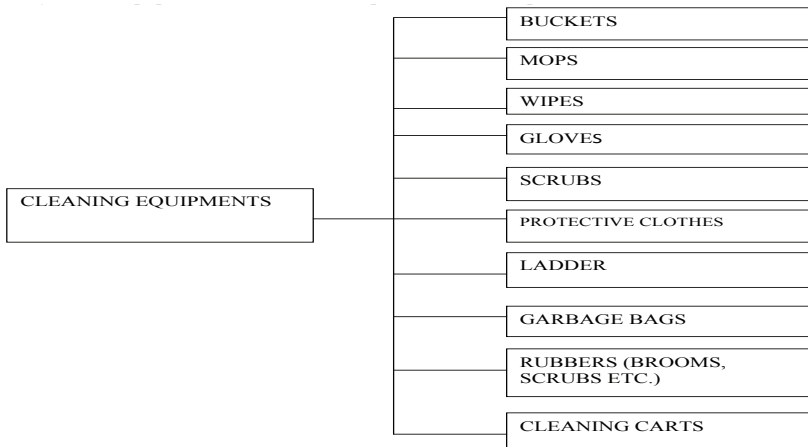 BUCKETS
MOPS
WIPES
GLOVES
SCRUBS
CLEANING EQUIPMENTS
PROTECTIVE CLOTHES
LADDER
GARBAGE BAGS
RUBBERS (BROOMS,
SCRUBS ETC.)
CLEANING CARTS